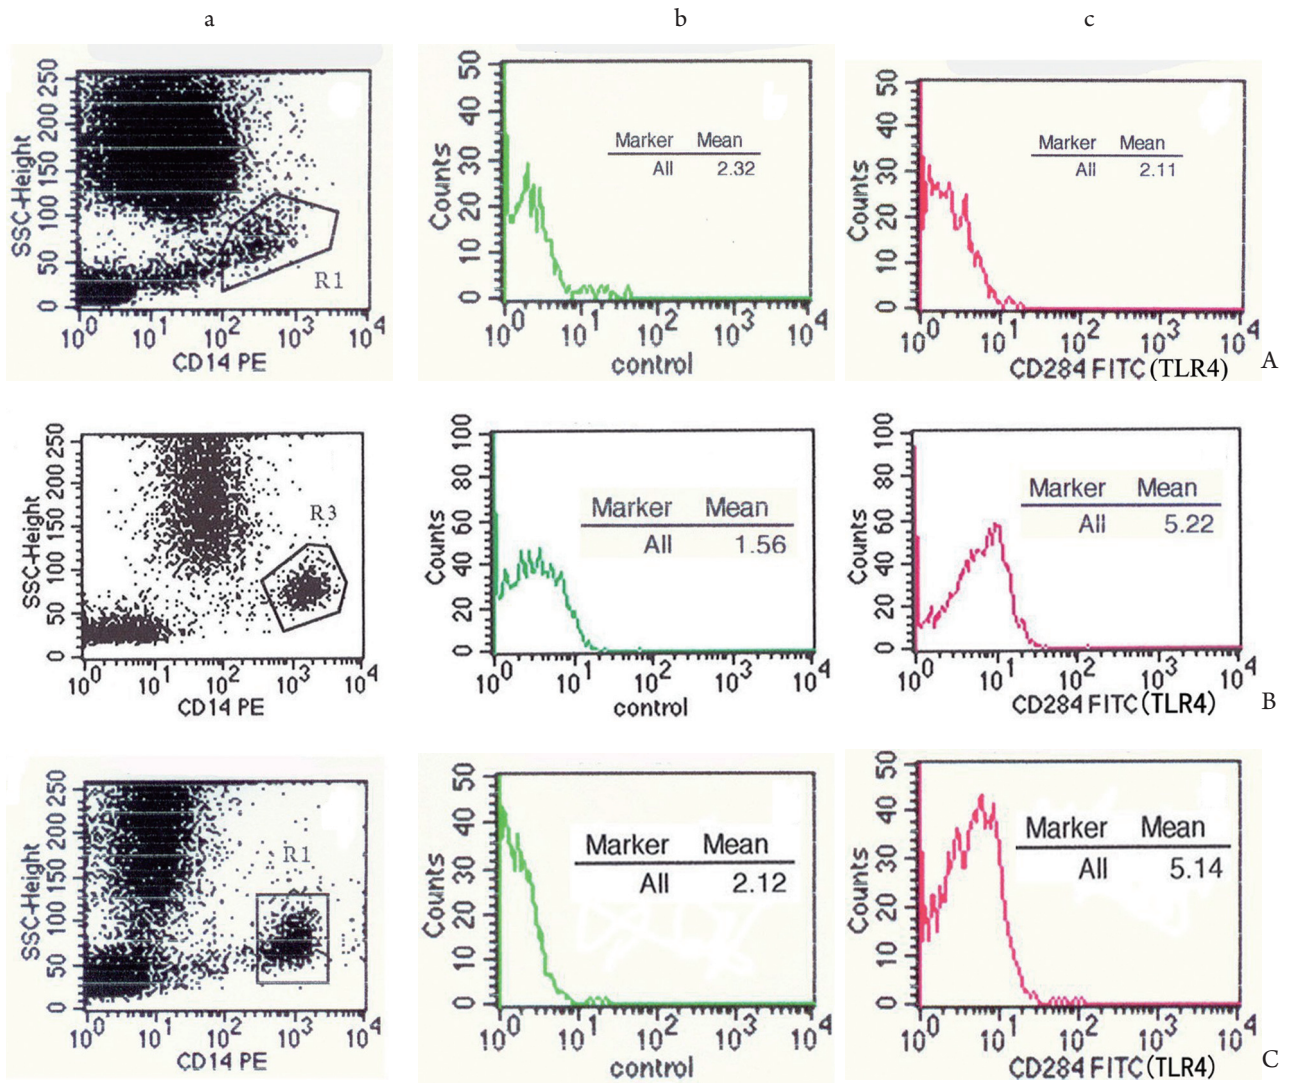 a b c
250
200
150
100
50
0
SSC-Height
R1
10^0 10^1 10^2 10^3 10^4
CD14 PE
50
40
30
20
10
0
Counts
Marker Mean
All 2.32
10^0 10^1 10^2 10^3 10^4
control
50
40
30
20
10
0
Counts
Marker Mean
All 2.11
10^0 10^1 10^2 10^3 10^4
CD284 FITC (TLR4)
A
250
200
150
100
50
0
SSC-Height
R3
10^0 10^1 10^2 10^3 10^4
CD14 PE
100
80
60
40
20
0
Counts
Marker Mean
All 1.56
10^0 10^1 10^2 10^3 10^4
control
100
80
60
40
20
0
Counts
Marker Mean
All 5.22
10^0 10^1 10^2 10^3 10^4
CD284 FITC (TLR4)
B
250
200
150
100
50
0
SSC-Height
R1
10^0 10^1 10^2 10^3 10^4
CD14 PE
50
40
30
20
10
0
Counts
Marker Mean
All 2.12
10^0 10^1 10^2 10^3 10^4
control
50
40
30
20
10
0
Counts
Marker Mean
All 5.14
10^0 10^1 10^2 10^3 10^4
CD284 FITC (TLR4)
C